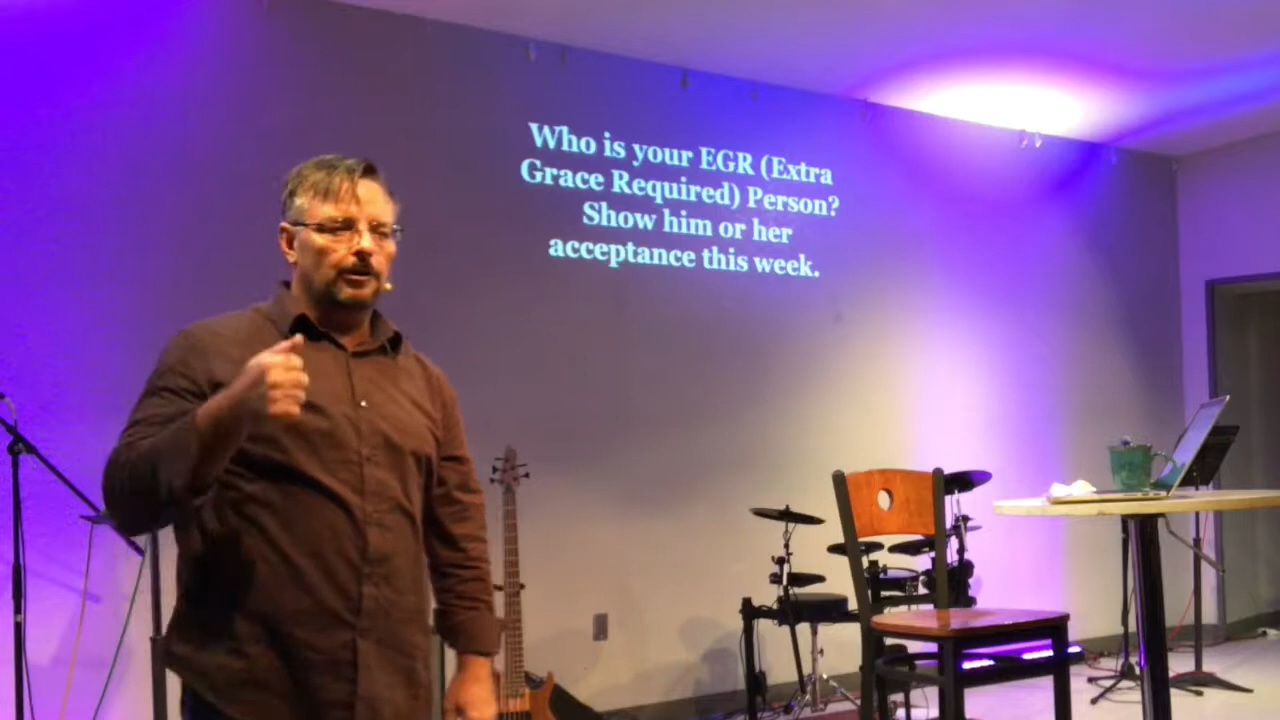 Who is your EGR (Extra
Grace Required) Person?
Show him or her
acceptance this week.